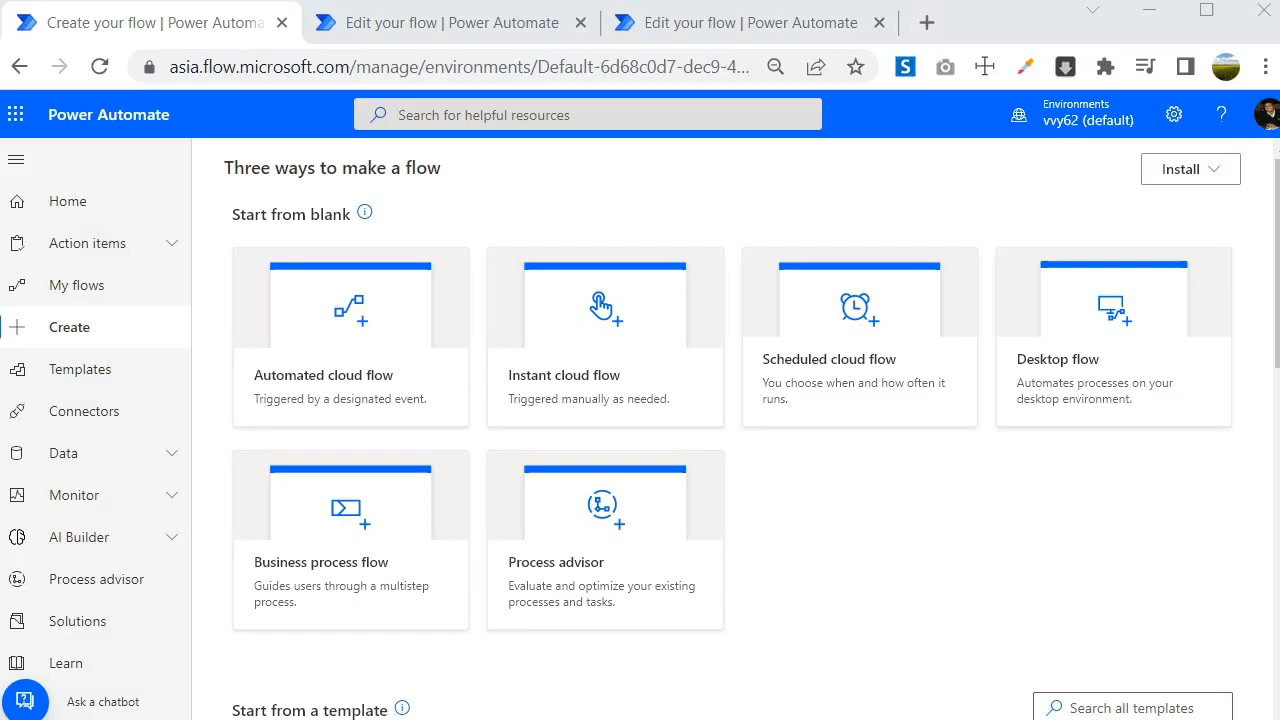 Create your flow | Power Automa
Edit your flow | Power Automate
Edit your flow | Power Automate
asia.flow.microsoft.com/manage/environments/Default-6d68c0d7-dec9-4...
S
Power Automate
Search for helpful resources
Environments
vvy62 (default)
?
Home
Action items
My flows
Create
Templates
Connectors
Data
Monitor
AI Builder
Process advisor
Solutions
Learn
Ask a chatbot
Three ways to make a flow
Install
Start from blank
Automated cloud flow
Triggered by a designated event.
Instant cloud flow
Triggered manually as needed.
Scheduled cloud flow
You choose when and how often it
runs.
Desktop flow
Automates processes on your
desktop environment.
Business process flow
Guides users through a multistep
process.
Process advisor
Evaluate and optimize your existing
processes and tasks.
Start from a template
Search all templates